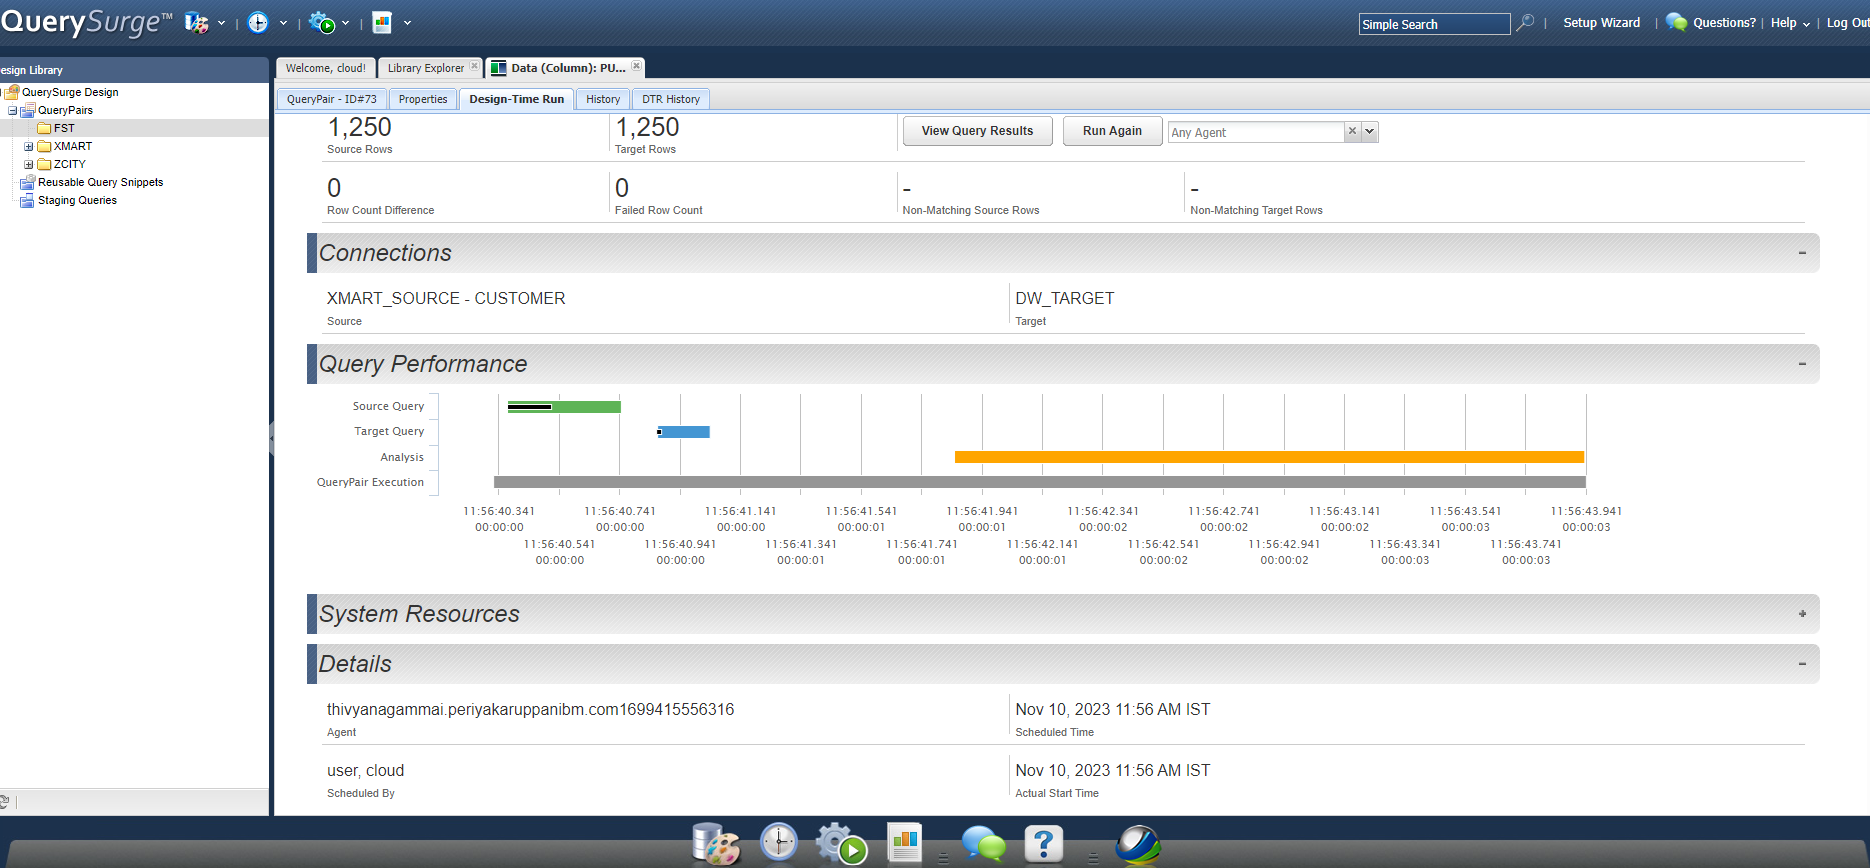 QuerySurge™
Simple Search
Setup Wizard
Questions?
Help
Log Out
esign Library
QuerySurge Design
QueryPairs
FST
XMART
ZCITY
Reusable Query Snippets
Staging Queries
Welcome, cloud!
Library Explorer
Data (Column): PU...
QueryPair - ID#73
Properties
Design-Time Run
History
DTR History
1,250
Source Rows
1,250
Target Rows
View Query Results
Run Again
Any Agent
0
Row Count Difference
0
Failed Row Count
-
Non-Matching Source Rows
-
Non-Matching Target Rows
Connections
XMART_SOURCE - CUSTOMER
Source
DW_TARGET
Target
Query Performance
Source Query
Target Query
Analysis
QueryPair Execution
11:56:40.341 11:56:40.741 11:56:41.141 11:56:41.541 11:56:41.941 11:56:42.341 11:56:42.741 11:56:43.141 11:56:43.541 11:56:43.941
00:00:00 00:00:00 00:00:00 00:00:01 00:00:01 00:00:02 00:00:02 00:00:02 00:00:03 00:00:03
11:56:40.541 11:56:40.941 11:56:41.341 11:56:41.741 11:56:42.141 11:56:42.541 11:56:42.941 11:56:43.341 11:56:43.741
00:00:00 00:00:00 00:00:01 00:00:01 00:00:01 00:00:02 00:00:02 00:00:03 00:00:03
System Resources
Details
thivyanagammai.periyakaruppanibm.com1699415556316
Agent
Nov 10, 2023 11:56 AM IST
Scheduled Time
user, cloud
Scheduled By
Nov 10, 2023 11:56 AM IST
Actual Start Time